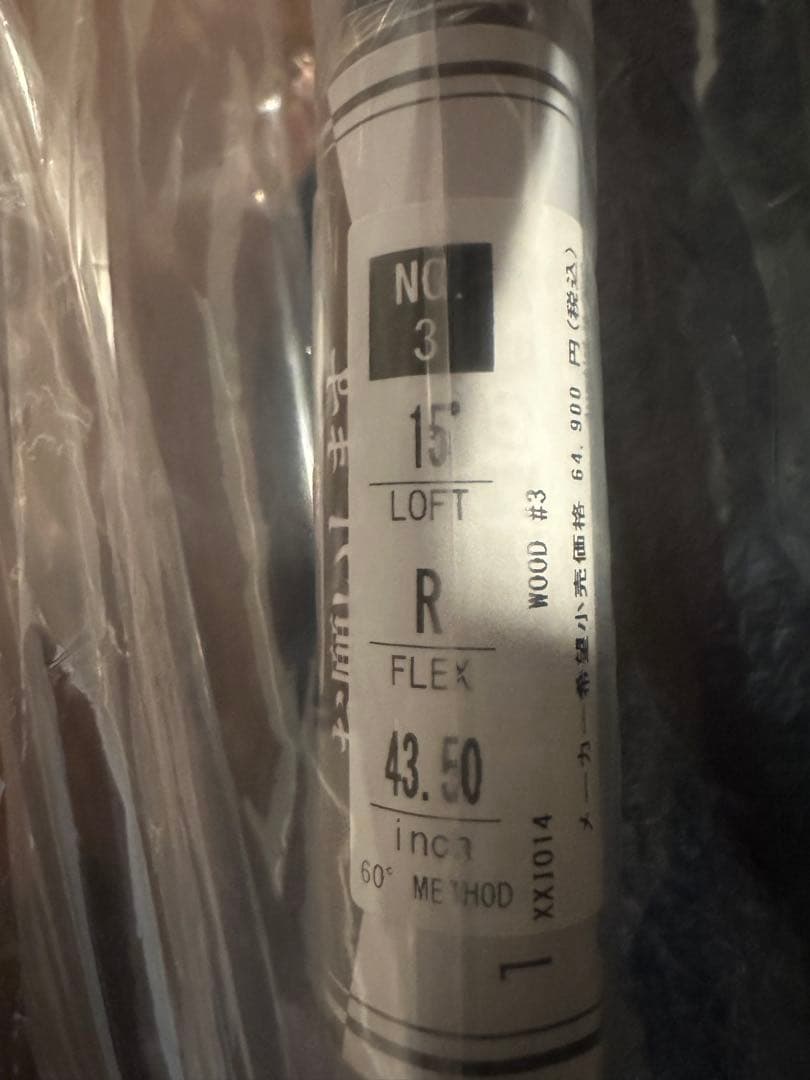 NO.
3
15°
LOFT
R
FLEX
43.50
inch
60° METHOD
WOOD #3
XXIO14
メーカー希望小売価格 64,900 円(税込)